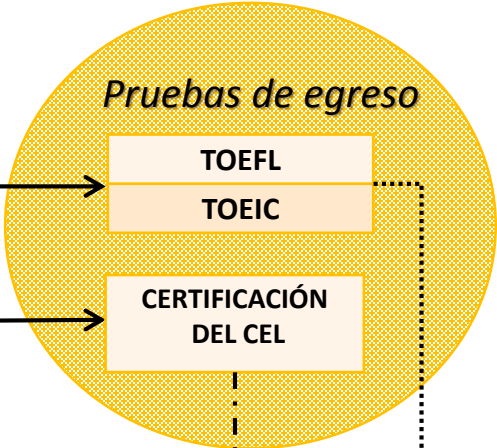 Pruebas de egreso
TOEFL
TOEIC
CERTIFICACIÓN
DEL CEL